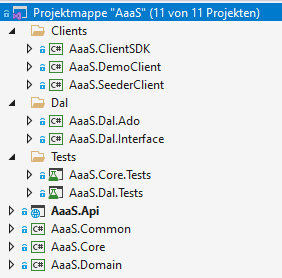 Projektmappe "AaaS" (11 von 11 Projekten)
Clients
C# AaaS.ClientSDK
C# AaaS.DemoClient
C# AaaS.SeederClient
Dal
C# AaaS.Dal.Ado
C# AaaS.Dal.Interface
Tests
AaaS.Core.Tests
AaaS.Dal.Tests
AaaS.Api
C# AaaS.Common
C# AaaS.Core
C# AaaS.Domain